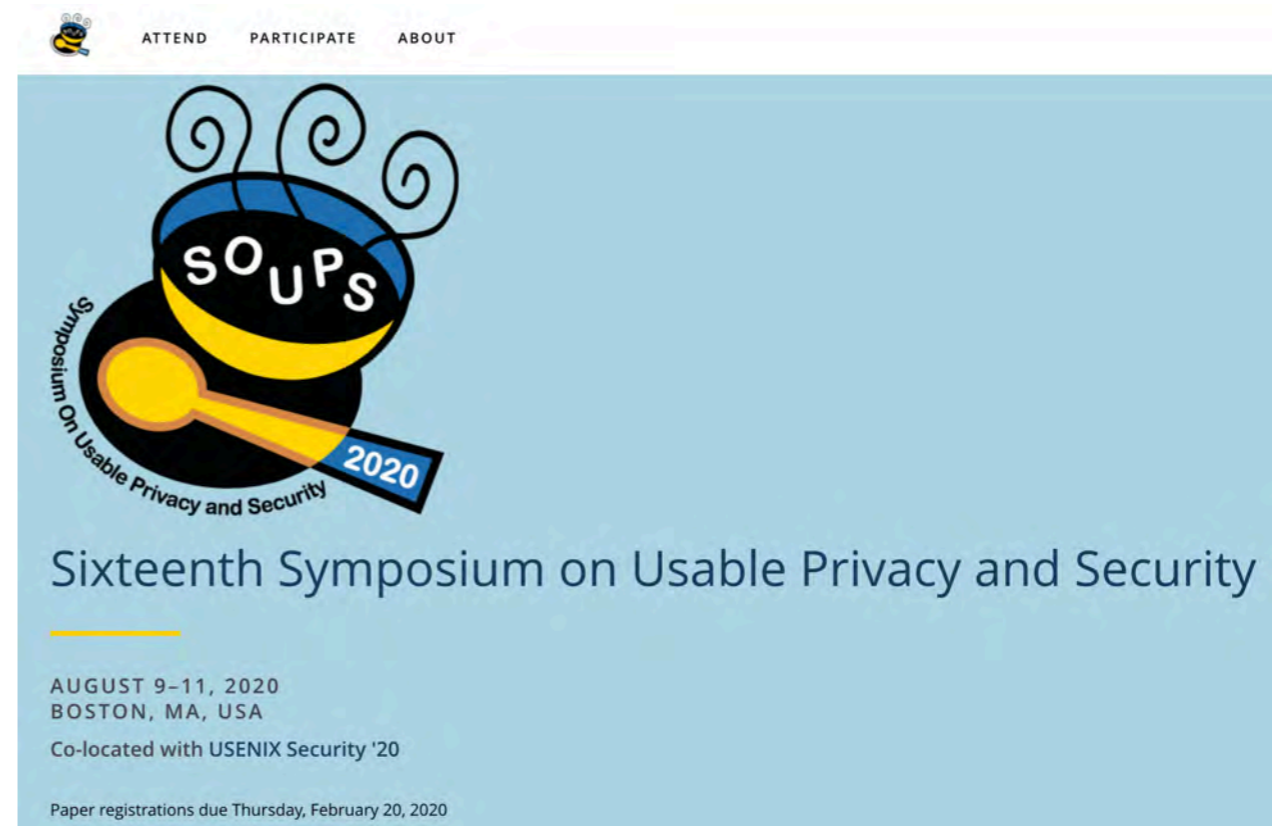 ATTEND PARTICIPATE ABOUT
SOUPS
2020
Symposium On Usable Privacy and Security
Sixteenth Symposium on Usable Privacy and Security
AUGUST 9–11, 2020
BOSTON, MA, USA
Co-located with USENIX Security '20
Paper registrations due Thursday, February 20, 2020